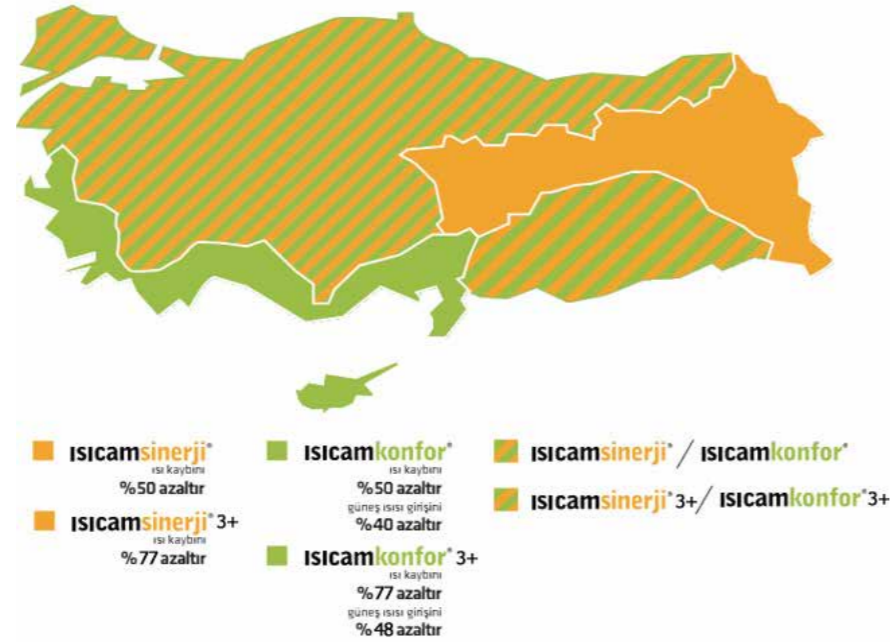 ısıcamsinerji®
ısı kaybını
%50 azaltır
ısıcamsinerji® 3+
ısı kaybını
%77 azaltır
ısıcamkonfor®
ısı kaybını
%50 azaltır
güneş ısısı girişini
%40 azaltır
ısıcamkonfor® 3+
ısı kaybını
%77 azaltır
güneş ısısı girişini
%48 azaltır
ısıcamsinerji® / ısıcamkonfor®
ısıcamsinerji® 3+ / ısıcamkonfor® 3+